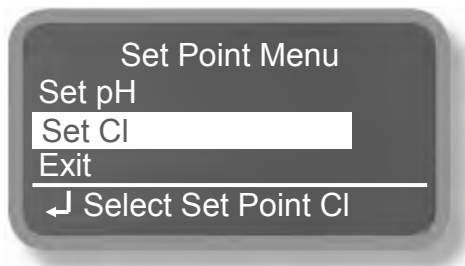 Set Point Menu
Set pH
Set Cl
Exit
↵ Select Set Point Cl